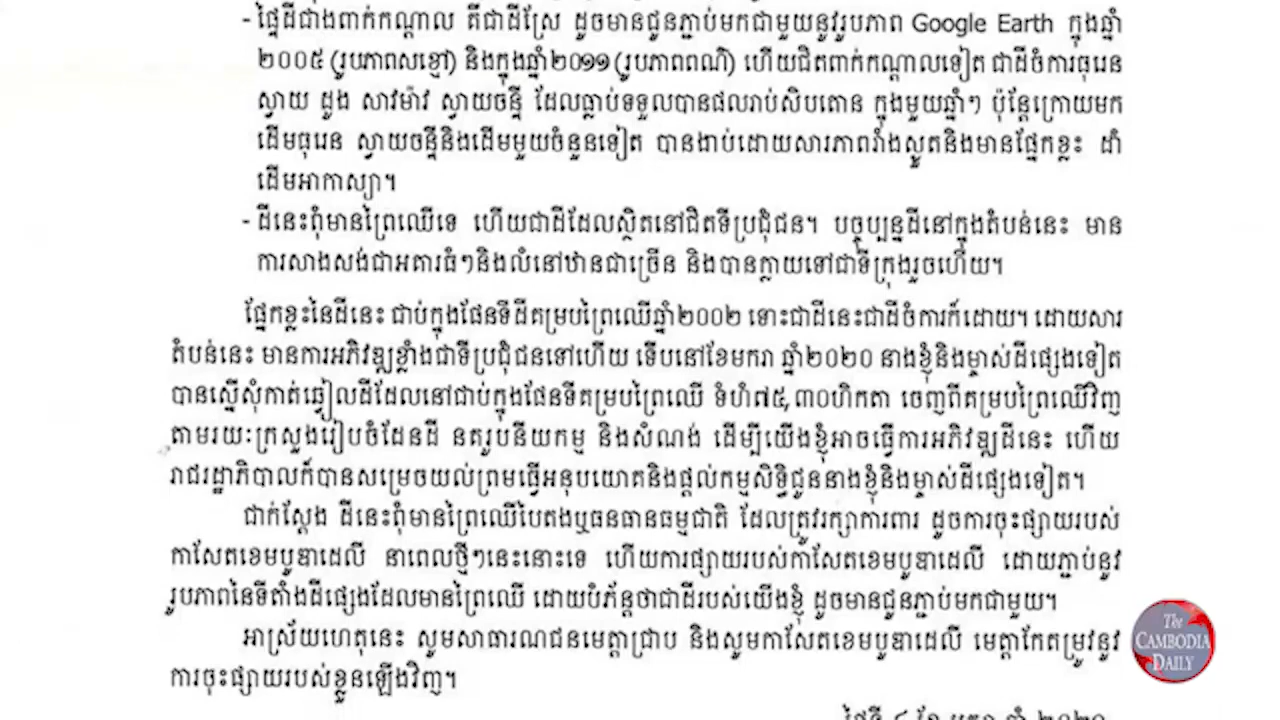 - ផ្ទៃដីជាងពាក់កណ្តាល គឺជាដីស្រែ ដូចមានជូនភ្ជាប់មកជាមួយនូវរូបភាព Google Earth ក្នុងឆ្នាំ
២០០៥ (រូបភាពសខ្មៅ) និងក្នុងឆ្នាំ២០១១ (រូបភាពពណ៌) ហើយជិតពាក់កណ្តាលទៀត ជាដីចំការធុរេន
ស្វាយ ដូង សាវម៉ាវ ស្វាយចន្ទី ដែលធ្លាប់ទទួលបានផលរាប់សិបតោន ក្នុងមួយឆ្នាំៗ ប៉ុន្តែក្រោយមក
ដើមធុរេន ស្វាយចន្ទីនិងដើមមួយចំនួនទៀត បានងាប់ដោយសារភាពរាំងស្ងួតនិងមានផ្នែកខ្លះ ដាំ
ដើមអាកាស្យា។
- ដីនេះពុំមានព្រៃឈើទេ ហើយជាដីដែលស្ថិតនៅជិតទីប្រជុំជន។ បច្ចុប្បន្នដីនៅក្នុងតំបន់នេះ មាន
ការសាងសង់ជាអគារធំៗនិងលំនៅឋានជាច្រើន និងបានក្លាយទៅជាទីក្រុងរួចហើយ។
ផ្នែកខ្លះនៃដីនេះ ជាប់ក្នុងផែនទីដីគម្របព្រៃឈើឆ្នាំ២០០២ ទោះជាដីនេះជាដីចំការក៍ដោយ។ ដោយសារ
តំបន់នេះ មានការអភិវឌ្ឍខ្លាំងជាទីប្រជុំជនទៅហើយ ទើបនៅខែមករា ឆ្នាំ២០២០ នាងខ្ញុំនិងម្ចាស់ដីផ្សេងទៀត
បានស្នើសុំកាត់ឆ្វៀលដីដែលនៅជាប់ក្នុងផែនទីគម្របព្រៃឈើ ទំហំ៧៥,៣០ហិកតា ចេញពីគម្របព្រៃឈើវិញ
តាមរយៈក្រសួងរៀបចំដែនដី នគរូបនីយកម្ម និងសំណង់ ដើម្បីយើងខ្ញុំអាចធ្វើការអភិវឌ្ឍដីនេះ ហើយ
រាជរដ្ឋាភិបាលក៍បានសម្រេចយល់ព្រមធ្វើអនុបយោគនិងផ្តល់កម្មសិទ្ធិជូននាងខ្ញុំនិងម្ចាស់ដីផ្សេងទៀត។
ជាក់ស្តែង ដីនេះពុំមានព្រៃឈើបៃតងឬធនធានធម្មជាតិ ដែលត្រូវរក្សាការពារ ដូចការចុះផ្សាយរបស់
កាសែតខេមបូឌាដេលី នាពេលថ្មីៗនេះនោះទេ ហើយការផ្សាយរបស់កាសែតខេមបូឌាដេលី ដោយភ្ជាប់នូវ
រូបភាពនៃទីតាំងដីផ្សេងដែលមានព្រៃឈើ ដោយបំភ័ន្តថាជាដីរបស់យើងខ្ញុំ ដូចមានជូនភ្ជាប់មកជាមួយ។
អាស្រ័យហេតុនេះ សូមសាធារណជនមេត្តាជ្រាប និងសូមកាសែតខេមបូឌាដេលី មេត្តាកែតម្រូវនូវ
ការចុះផ្សាយរបស់ខ្លួនឡើងវិញ។
The
CAMBODIA
DAILY